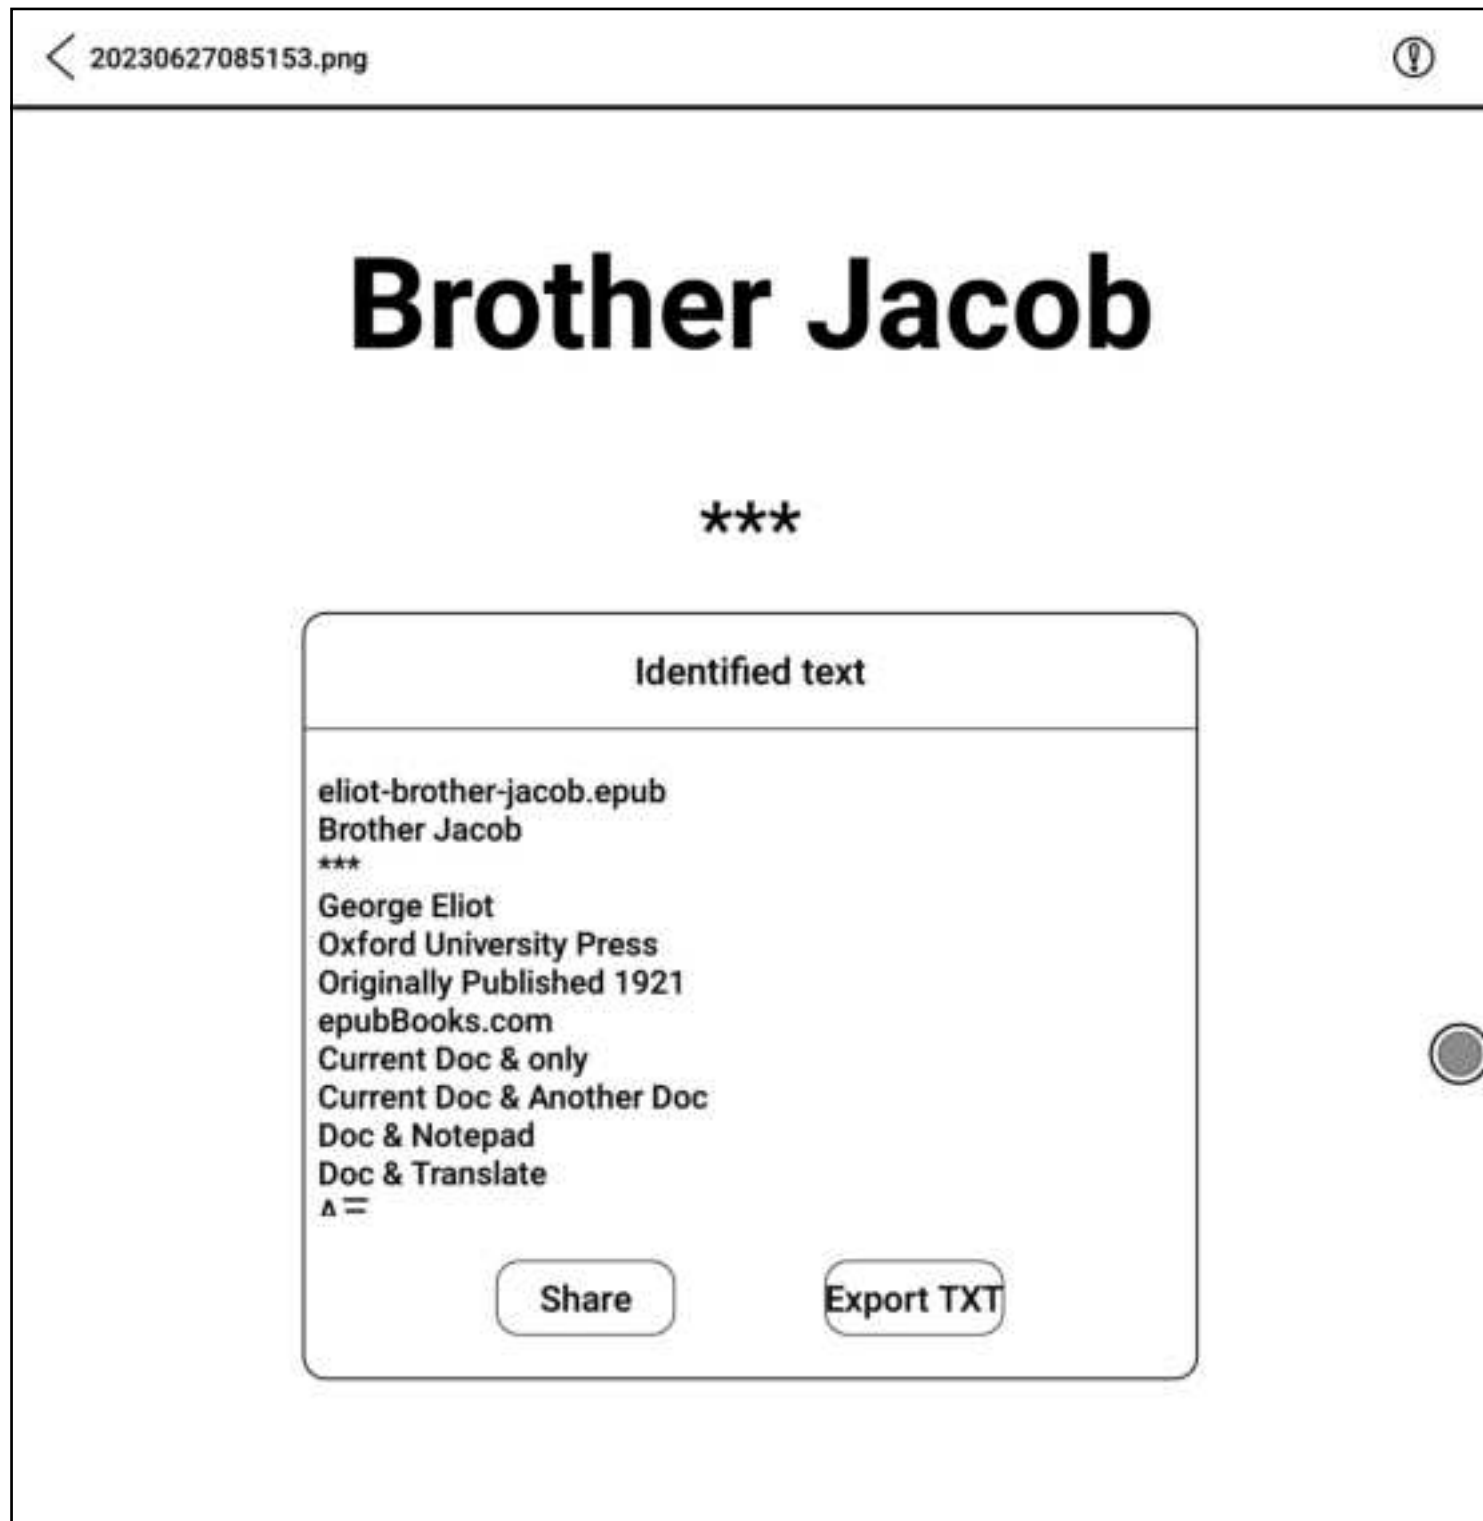 20230627085153.png
Brother Jacob
***
Identified text
eliot-brother-jacob.epub
Brother Jacob
***
George Eliot
Oxford University Press
Originally Published 1921
epubBooks.com
Current Doc & only
Current Doc & Another Doc
Doc & Notepad
Doc & Translate
Share
Export TXT